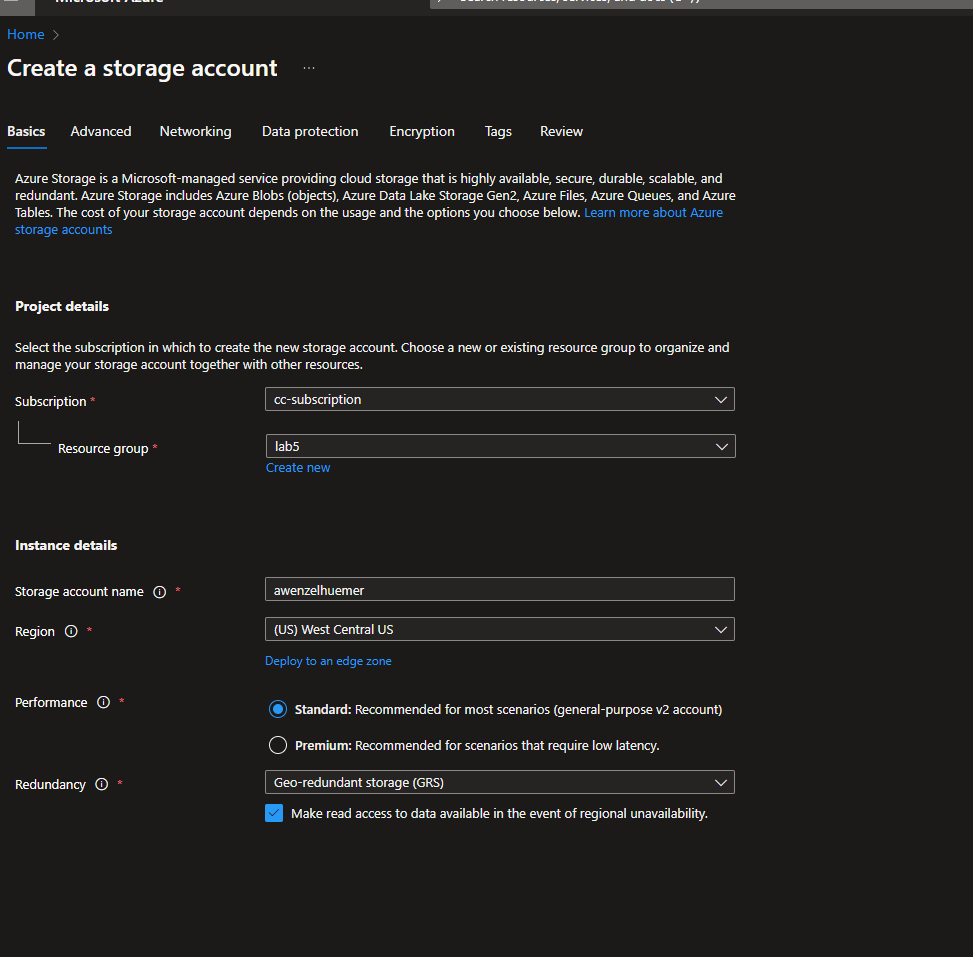 Microsoft Azure
Home >
Create a storage account ...
Basics Advanced Networking Data protection Encryption Tags Review
Azure Storage is a Microsoft-managed service providing cloud storage that is highly available, secure, durable, scalable, and
redundant. Azure Storage includes Azure Blobs (objects), Azure Data Lake Storage Gen2, Azure Files, Azure Queues, and Azure
Tables. The cost of your storage account depends on the usage and the options you choose below. Learn more about Azure
storage accounts
Project details
Select the subscription in which to create the new storage account. Choose a new or existing resource group to organize and
manage your storage account together with other resources.
Subscription * cc-subscription
Resource group * lab5
Create new
Instance details
Storage account name * awenzelhuemer
Region * (US) West Central US
Deploy to an edge zone
Performance * Standard: Recommended for most scenarios (general-purpose v2 account)
Premium: Recommended for scenarios that require low latency.
Redundancy * Geo-redundant storage (GRS)
Make read access to data available in the event of regional unavailability.